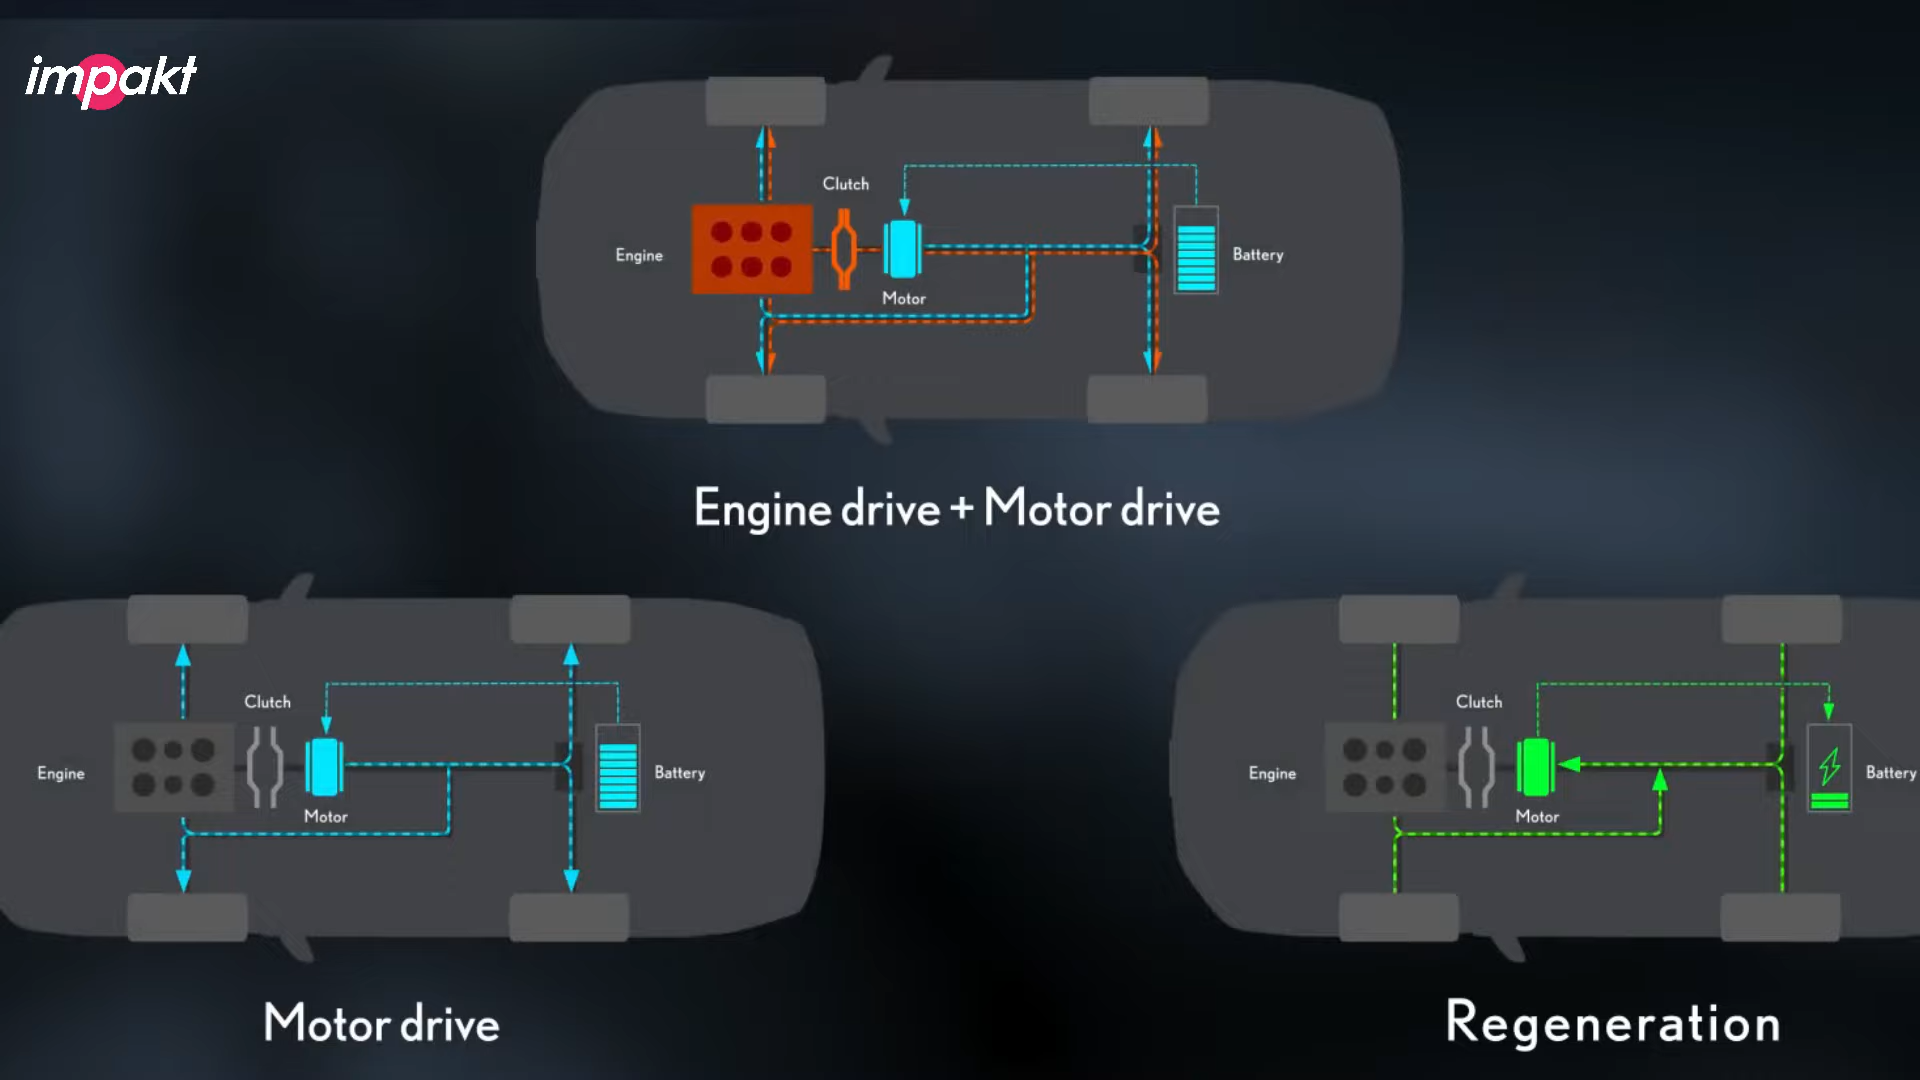 impakt
Clutch
Engine
Motor
Battery
Engine drive + Motor drive
Clutch
Engine
Motor
Battery
Motor drive
Clutch
Engine
Motor
Battery
Regeneration